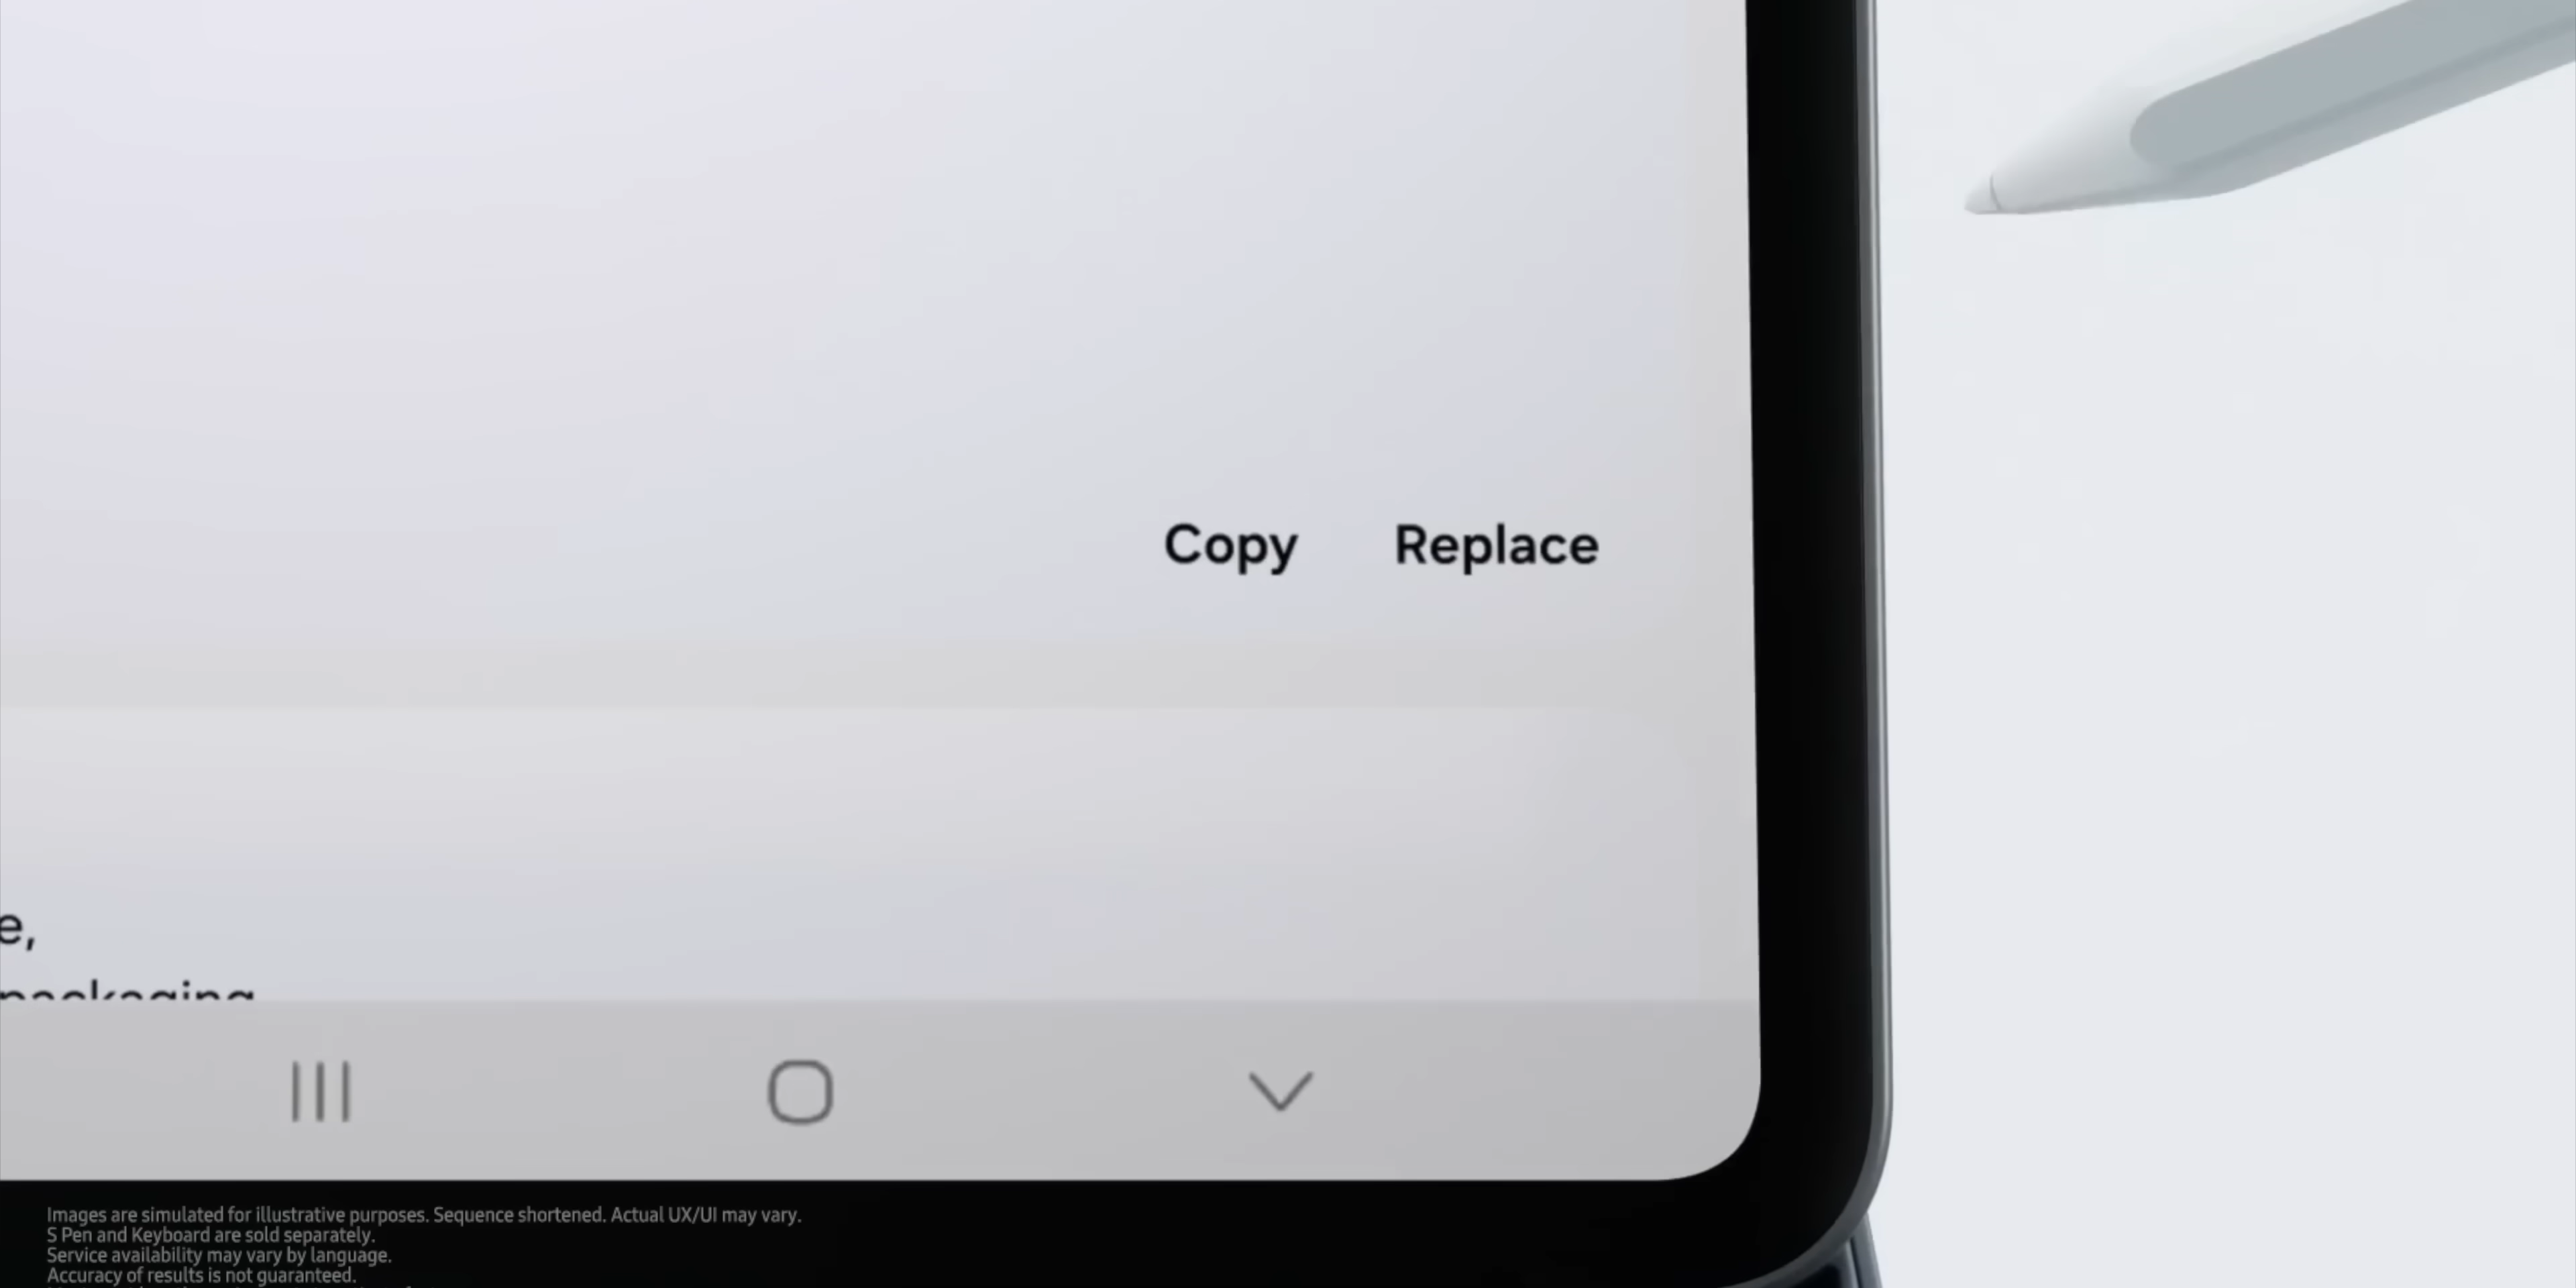 Copy Replace
e,
packaging
Images are simulated for illustrative purposes. Sequence shortened. Actual UX/UI may vary.
S Pen and Keyboard are sold separately.
Service availability may vary by language.
Accuracy of results is not guaranteed.